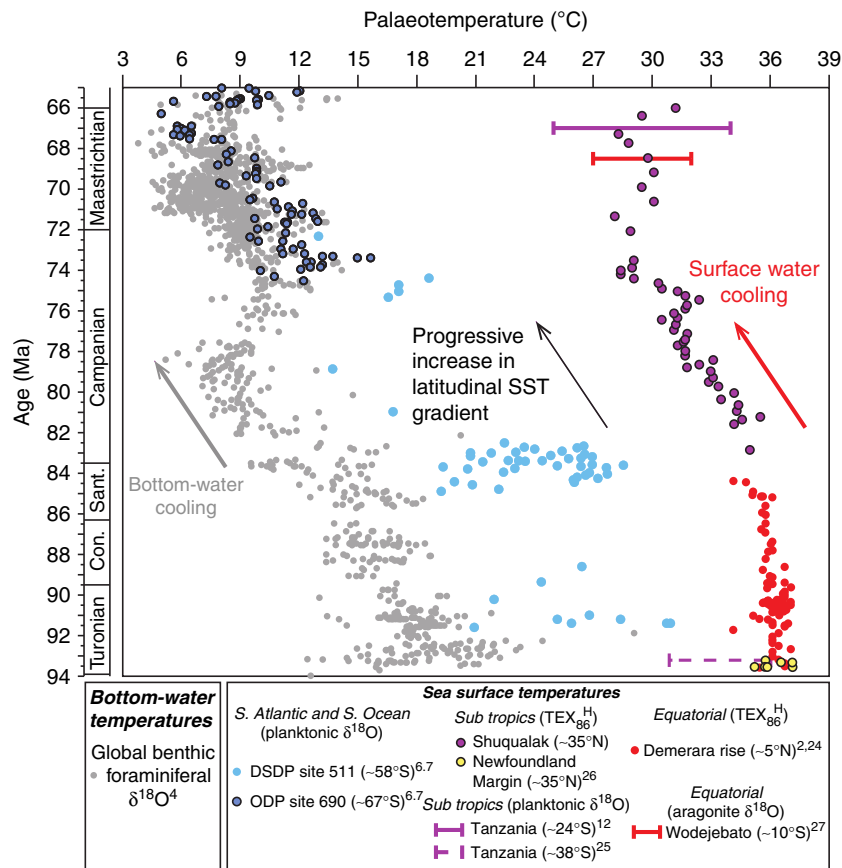 Palaeotemperature (°C)
3 6 9 12 15 18 21 24 27 30 33 36 39
Age (Ma)
66
68
70
72
74
76
78
80
82
84
86
88
90
92
94
Maastrichtian
Campanian
Sant.
Con.
Turonian
Surface water
cooling
Progressive
increase in
latitudinal SST
gradient
Bottom-water
cooling
Bottom-water
temperatures
Global benthic
foraminiferal
δ18O4
Sea surface temperatures
S. Atlantic and S. Ocean
(planktonic δ18O)
DSDP site 511 (~58°S)6.7
ODP site 690 (~67°S)6.7
Sub tropics (TEX86H)
Shuqualak (~35°N)
Newfoundland
Margin (~35°N)26
Sub tropics (planktonic δ18O)
Tanzania (~24°S)12
Tanzania (~38°S)25
Equatorial (TEX86H)
Demerara rise (~5°N)2,24
Equatorial
(aragonite δ18O)
Wodejebato (~10°S)27